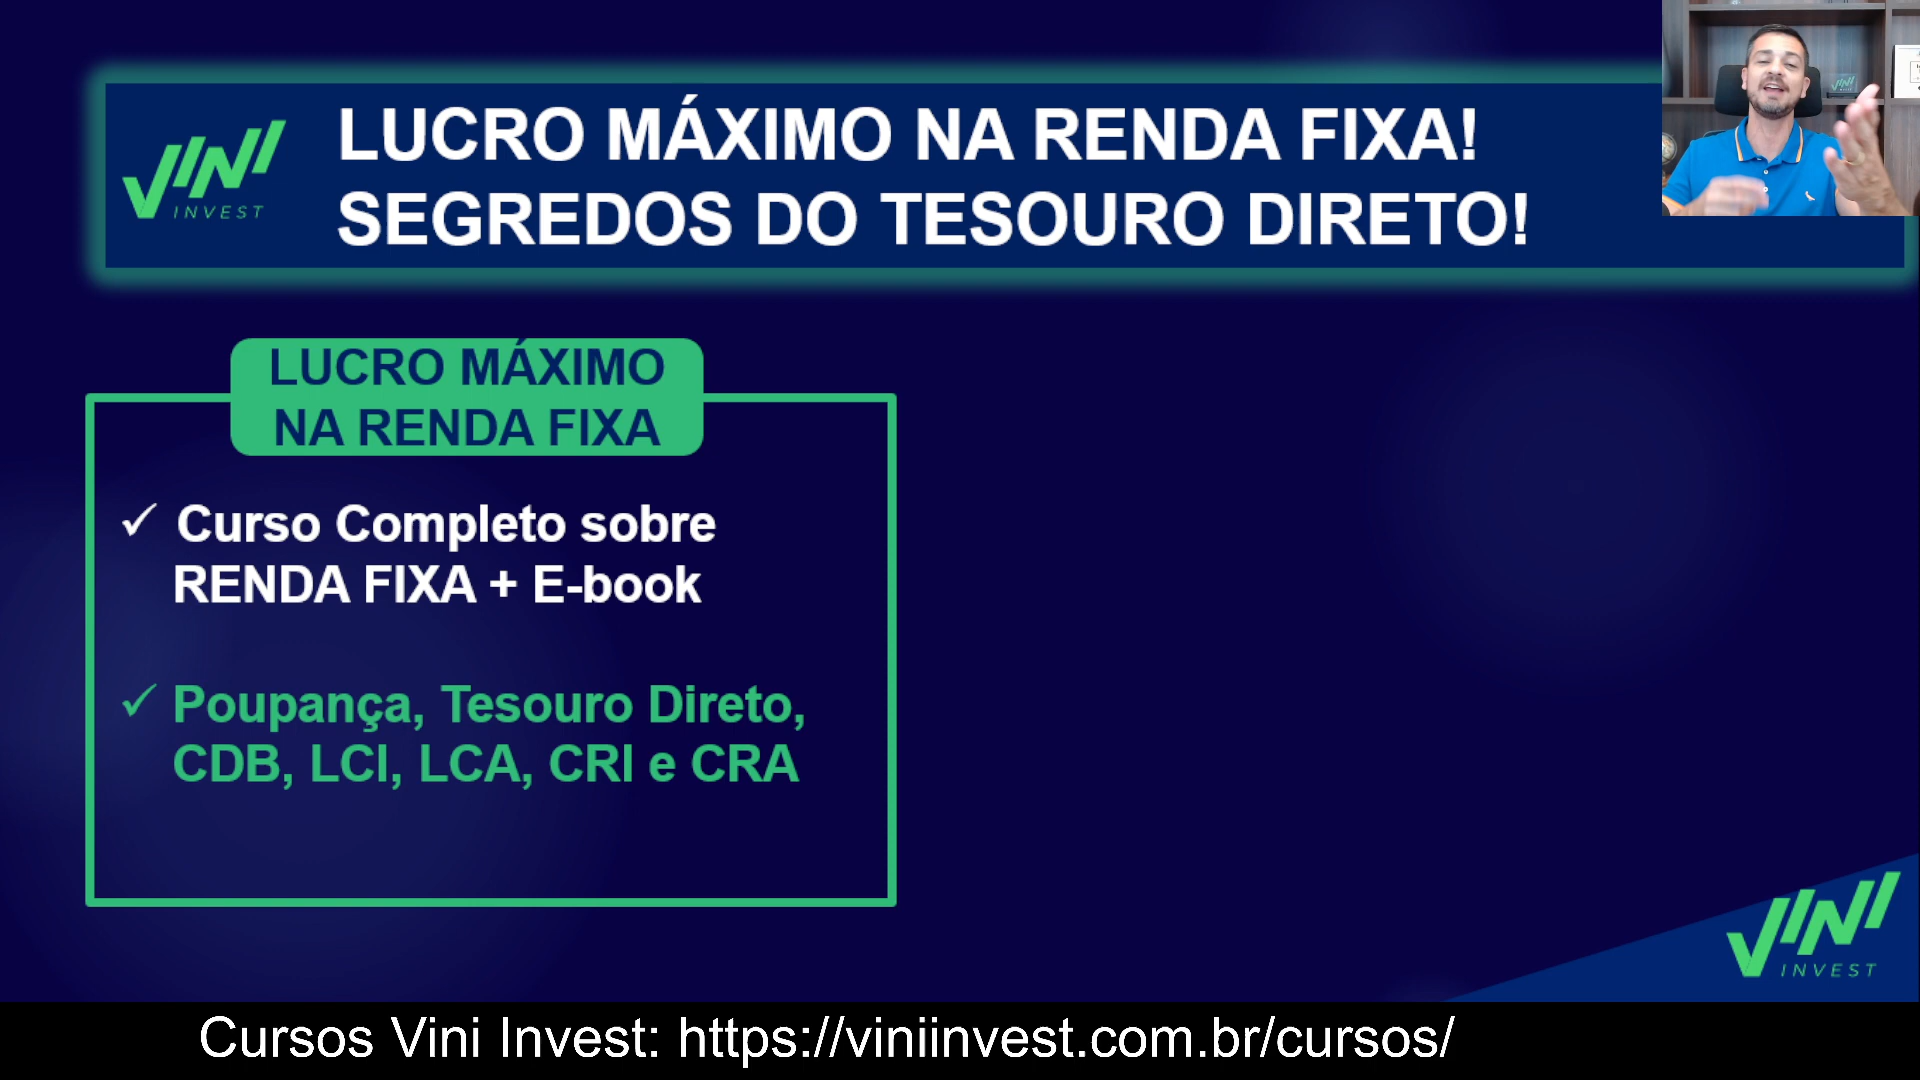 VINI
INVEST
LUCRO MÁXIMO NA RENDA FIXA!
SEGREDOS DO TESOURO DIRETO!
LUCRO MÁXIMO
NA RENDA FIXA
✓ Curso Completo sobre
RENDA FIXA + E-book
✓ Poupança, Tesouro Direto,
CDB, LCI, LCA, CRI e CRA
VINI
INVEST
Cursos Vini Invest: https://viniinvest.com.br/cursos/